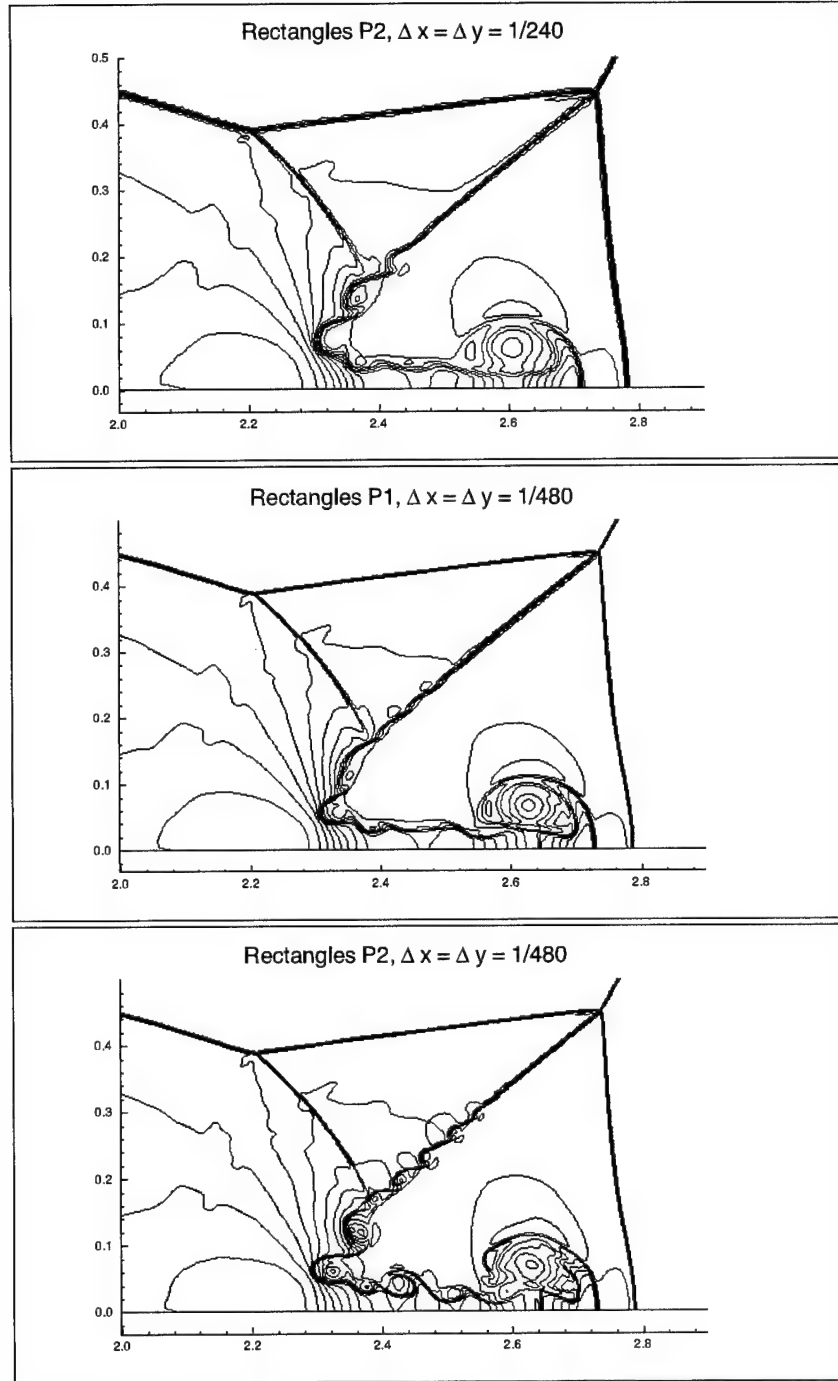 Rectangles P2, Δ x = Δ y = 1/240
0.5
0.4
0.3
0.2
0.1
0.0
2.0 2.2 2.4 2.6 2.8
Rectangles P1, Δ x = Δ y = 1/480
0.4
0.3
0.2
0.1
0.0
2.0 2.2 2.4 2.6 2.8
Rectangles P2, Δ x = Δ y = 1/480
0.4
0.3
0.2
0.1
0.0
2.0 2.2 2.4 2.6 2.8